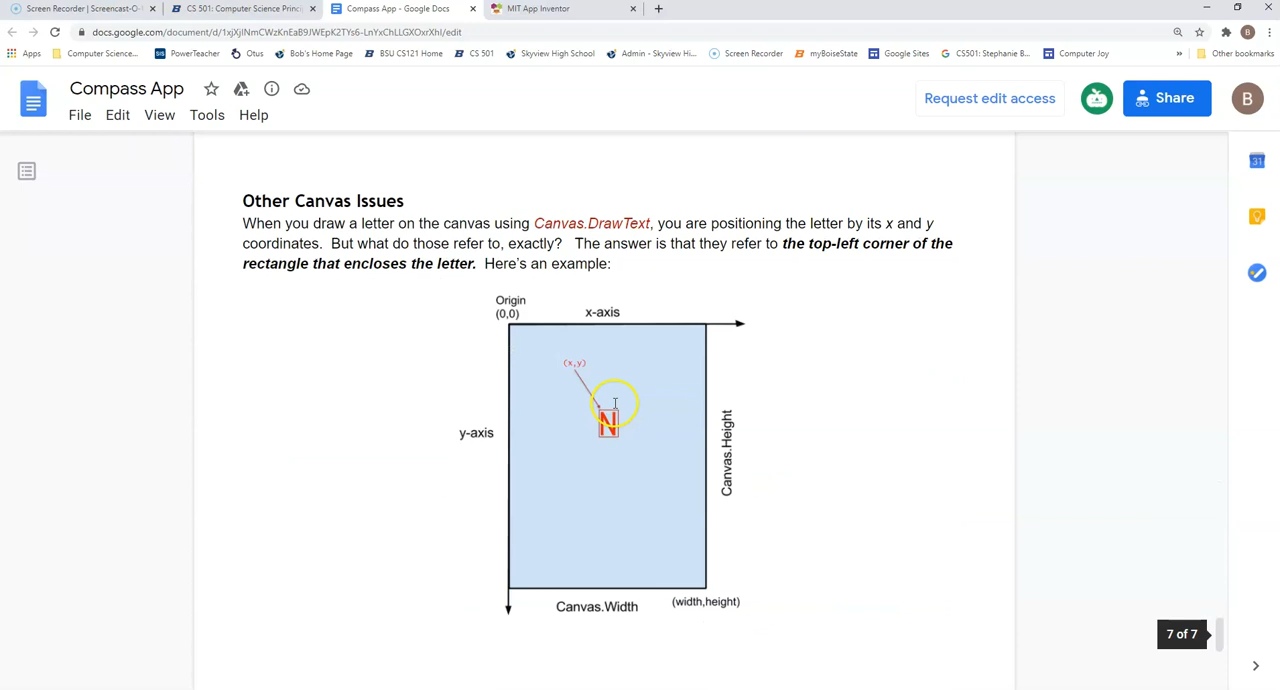 Screen Recorder | Screencast-O-M
CS 501: Computer Science Princi
Compass App - Google Docs
MIT App Inventor
docs.google.com/document/d/1xjXjINmCWzKnEaB9JWEpK2TYs6-LnYxChLLGXOxrXhI/edit
B
Apps
Computer Science...
SIS
PowerTeacher
Otus
Bob's Home Page
BSU CS121 Home
CS 501
Skyview High School
Admin - Skyview Hi...
Screen Recorder
myBoiseState
Google Sites
CS501: Stephanie B...
Computer Joy
»
Other bookmarks
Compass App
Request edit access
Share
B
File Edit View Tools Help
31
Other Canvas Issues
When you draw a letter on the canvas using Canvas.DrawText, you are positioning the letter by its x and y
coordinates. But what do those refer to, exactly? The answer is that they refer to the top-left corner of the
rectangle that encloses the letter. Here's an example:
Origin
(0,0)
x-axis
(x,y)
N
y-axis
Canvas.Height
Canvas.Width
(width,height)
7 of 7